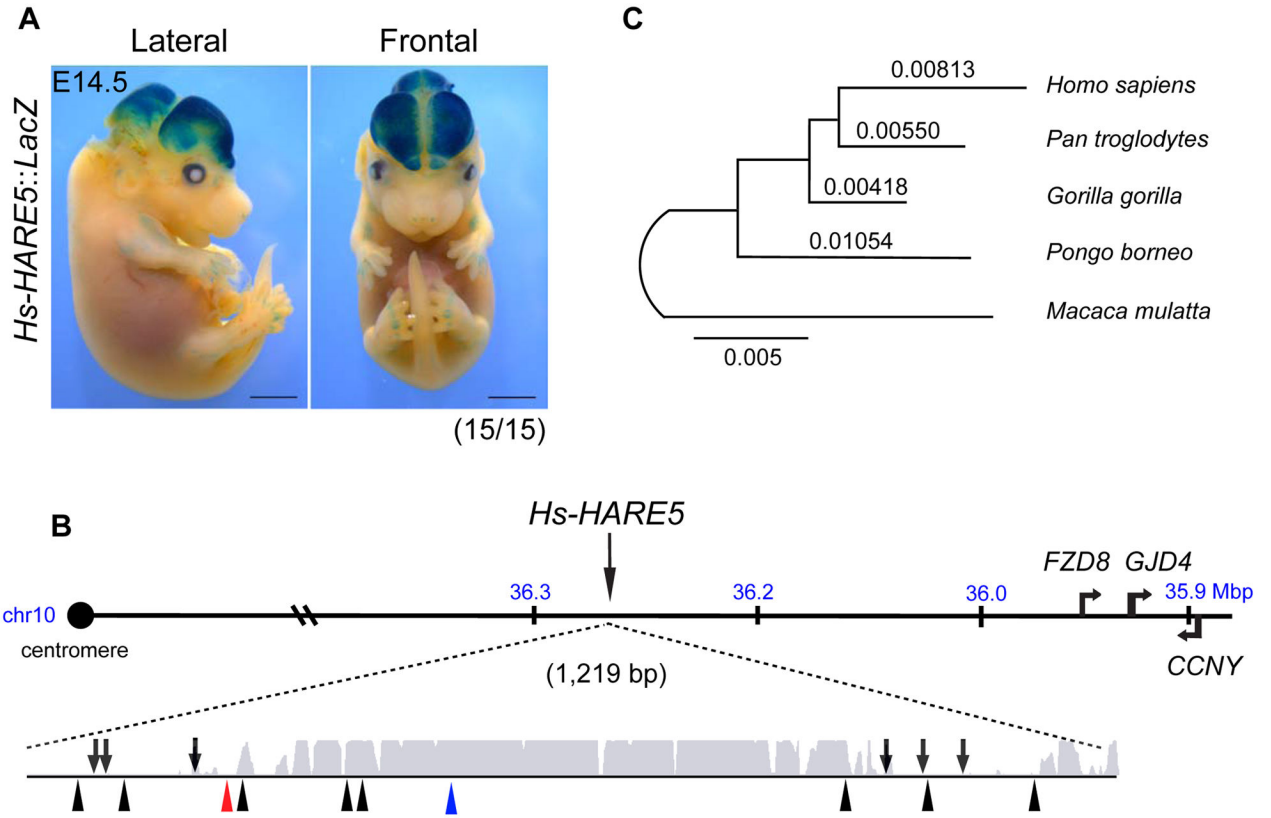 A
Lateral
Frontal
E14.5
Hs-HARE5::LacZ
(15/15)
C
0.00813
Homo sapiens
0.00550
Pan troglodytes
0.00418
Gorilla gorilla
0.01054
Pongo borneo
Macaca mulatta
0.005
B
Hs-HARE5
FZD8
GJD4
36.3
36.2
36.0
35.9 Mbp
chr10
centromere
CCNY
(1,219 bp)